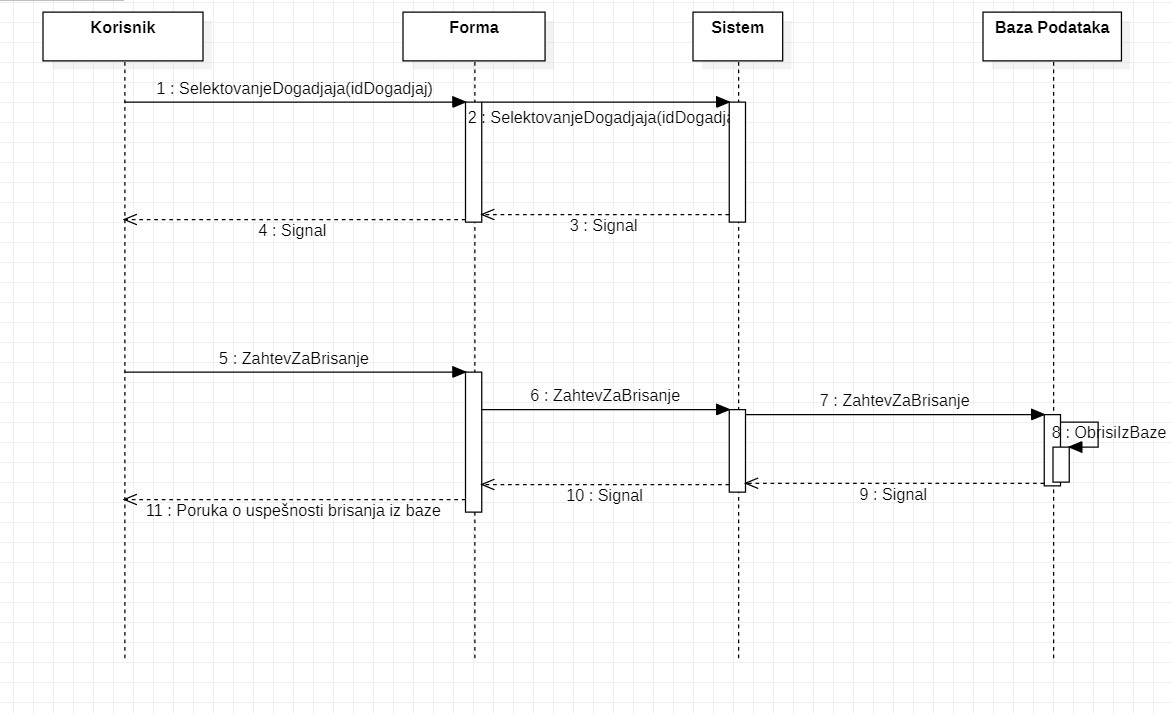 Korisnik
Forma
Sistem
Baza Podataka
1 : SelektovanjeDogadjaja(idDogadjaj)
2 : SelektovanjeDogadjaja(idDogadja
3 : Signal
4 : Signal
5 : ZahtevZaBrisanje
6 : ZahtevZaBrisanje
7 : ZahtevZaBrisanje
8 : ObrisiIzBaze
9 : Signal
10 : Signal
11 : Poruka o uspešnosti brisanja iz baze